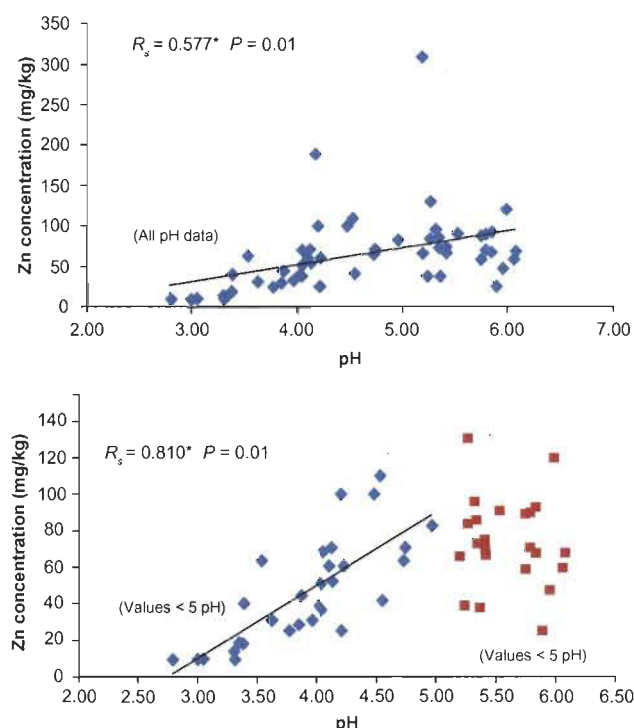 350
R_s = 0.577* P = 0.01
300
250
200
150
(All pH data)
100
50
0
2.00 3.00 4.00 5.00 6.00 7.00
Zn concentration (mg/kg)
pH
140
120
R_s = 0.810* P = 0.01
100
80
60
(Values < 5 pH)
40
20
(Values < 5 pH)
0
2.00 2.50 3.00 3.50 4.00 4.50 5.00 5.50 6.00 6.50
Zn concentration (mg/kg)
pH